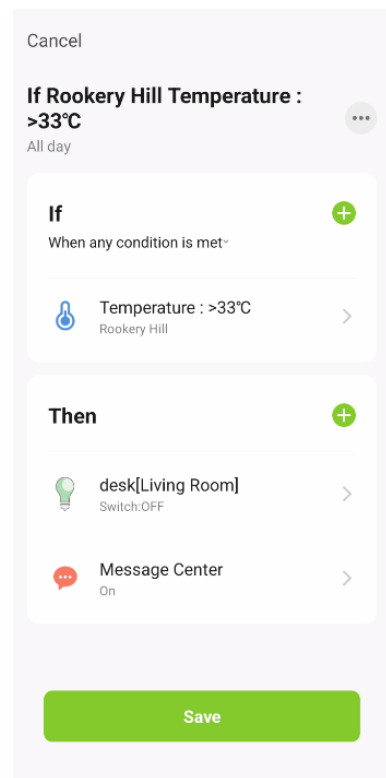 Cancel
If Rookery Hill Temperature :
>33℃
All day
If
When any condition is met
Temperature : >33℃
Rookery Hill
Then
desk[Living Room]
Switch:OFF
Message Center
On
Save